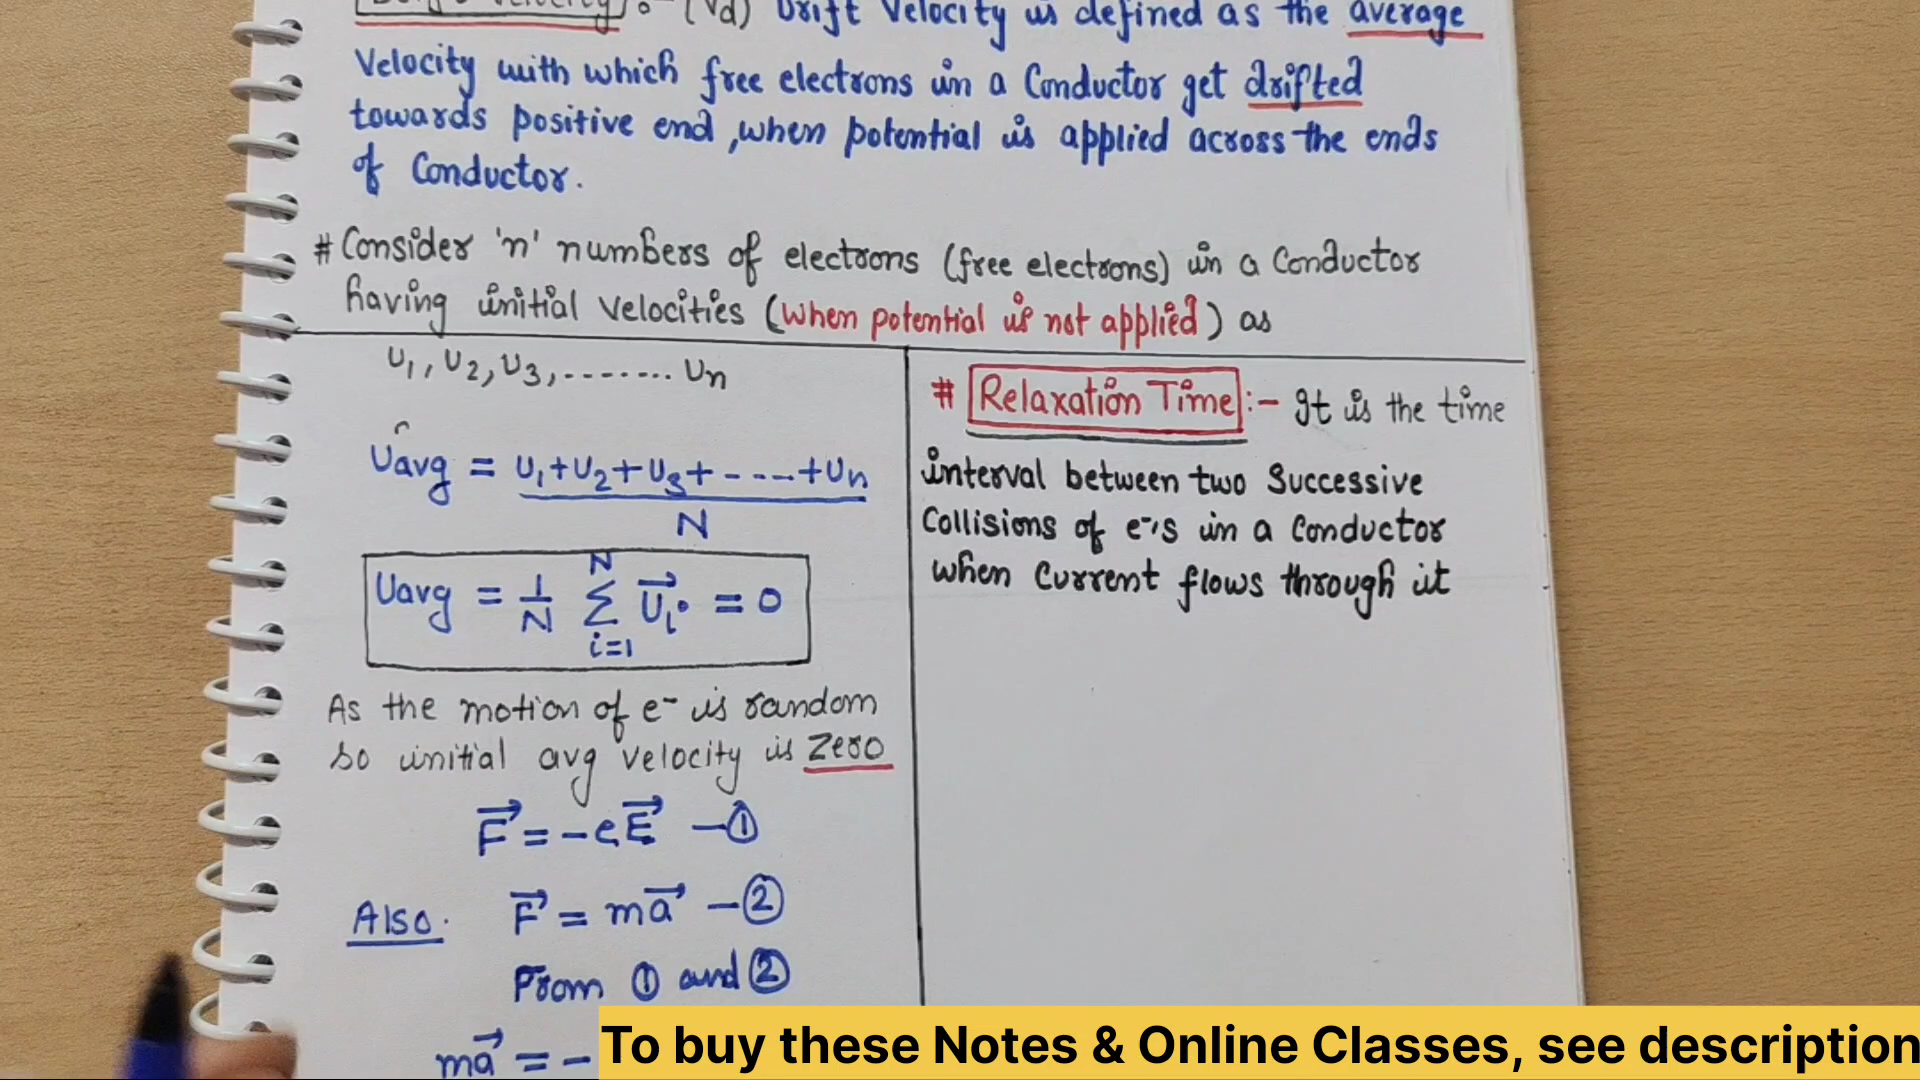 Drift Velocity :- (Vd) Drift Velocity is defined as the average
Velocity with which free electrons in a Conductor get drifted
towards positive end, when potential is applied across the ends
of Conductor.
# Consider 'n' numbers of electrons (free electrons) in a Conductor
having initial Velocities (when potential is not applied) as
U₁, U₂, U₃, ....... Un
Uavg = U₁+U₂+U₃+----+Un / N
Uavg = 1/N Σ(i=1 to N) U⃗i = 0
As the motion of e⁻ is random
so initial avg velocity is Zero
F⃗ = -eE⃗ -①
Also. F⃗ = ma⃗ -②
From ① and ②
ma⃗ = -
# Relaxation Time :- It is the time
interval between two Successive
Collisions of e⁻'s in a Conductor
when Current flows through it
To buy these Notes & Online Classes, see description